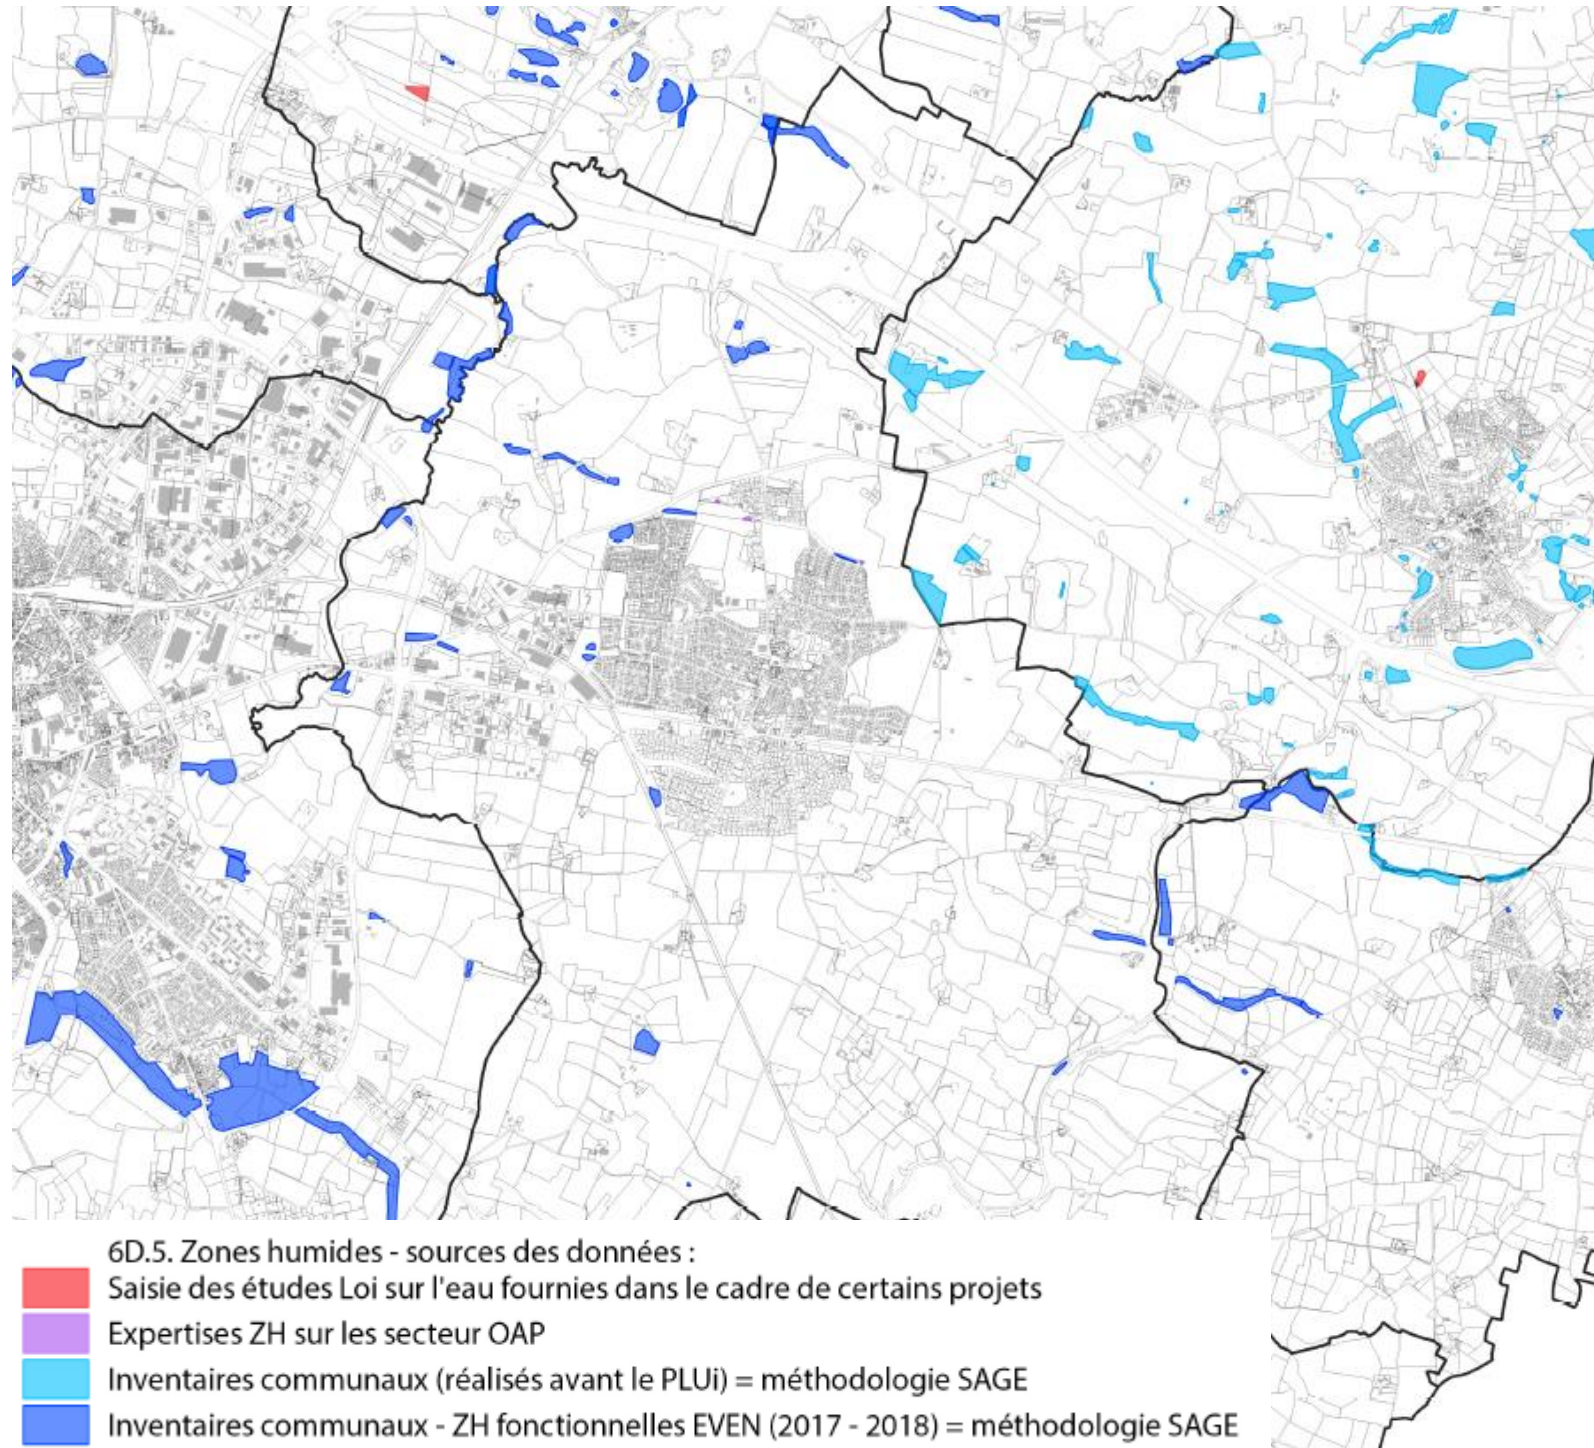 6D.5. Zones humides - sources des données :
Saisie des études Loi sur l'eau fournies dans le cadre de certains projets
Expertises ZH sur les secteur OAP
Inventaires communaux (réalisés avant le PLUi) = méthodologie SAGE
Inventaires communaux - ZH fonctionnelles EVEN (2017 - 2018) = méthodologie SAGE